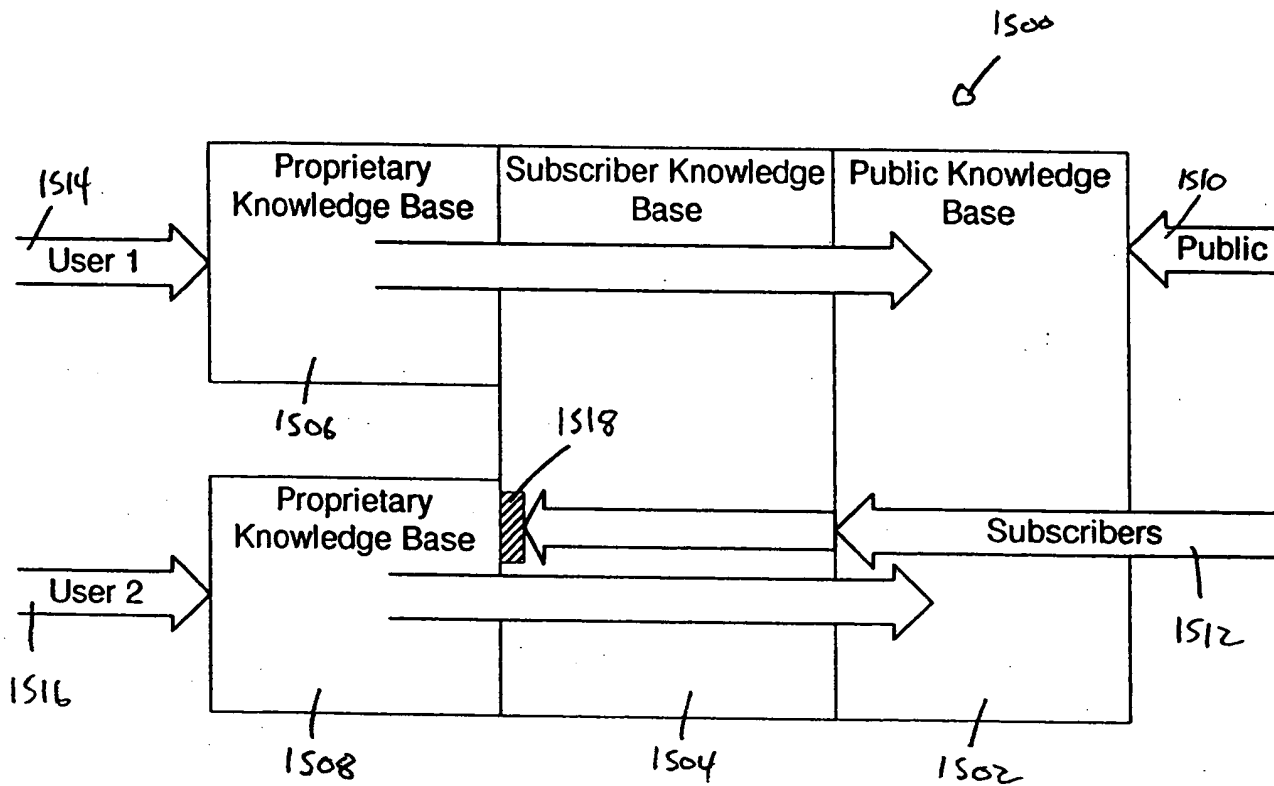 1500
Proprietary
Knowledge Base
Subscriber Knowledge
Base
Public Knowledge
Base
1514
User 1
1510
Public
1506
1518
Proprietary
Knowledge Base
Subscribers
User 2
1512
1516
1508
1504
1502